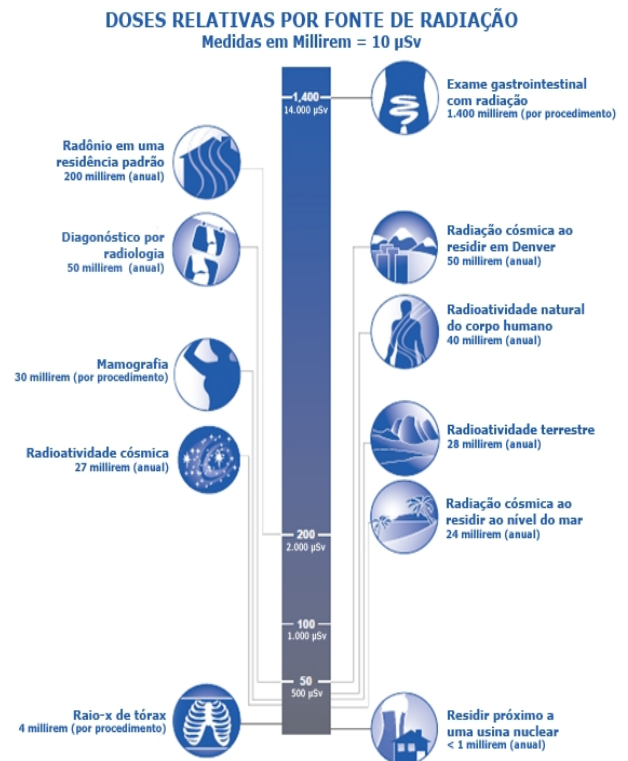 DOSES RELATIVAS POR FONTE DE RADIAÇÃO
Medidas em Millirem = 10 µSv
1,400
14.000 µSv
Exame gastrointestinal
com radiação
1.400 millirem (por procedimento)
Radônio em uma
residência padrão
200 millirem (anual)
Diagonóstico por
radiologia
50 millirem (anual)
Radiação cósmica ao
residir em Denver
50 millirem (anual)
Radioatividade natural
do corpo humano
40 millirem (anual)
Mamografia
30 millirem (por procedimento)
Radioatividade cósmica
27 millirem (anual)
Radioatividade terrestre
28 millirem (anual)
Radiação cósmica ao
residir ao nível do mar
24 millirem (anual)
200
2.000 µSv
100
1.000 µSv
50
500 µSv
Raio-x de tórax
4 millirem (por procedimento)
Residir próximo a
uma usina nuclear
< 1 millirem (anual)